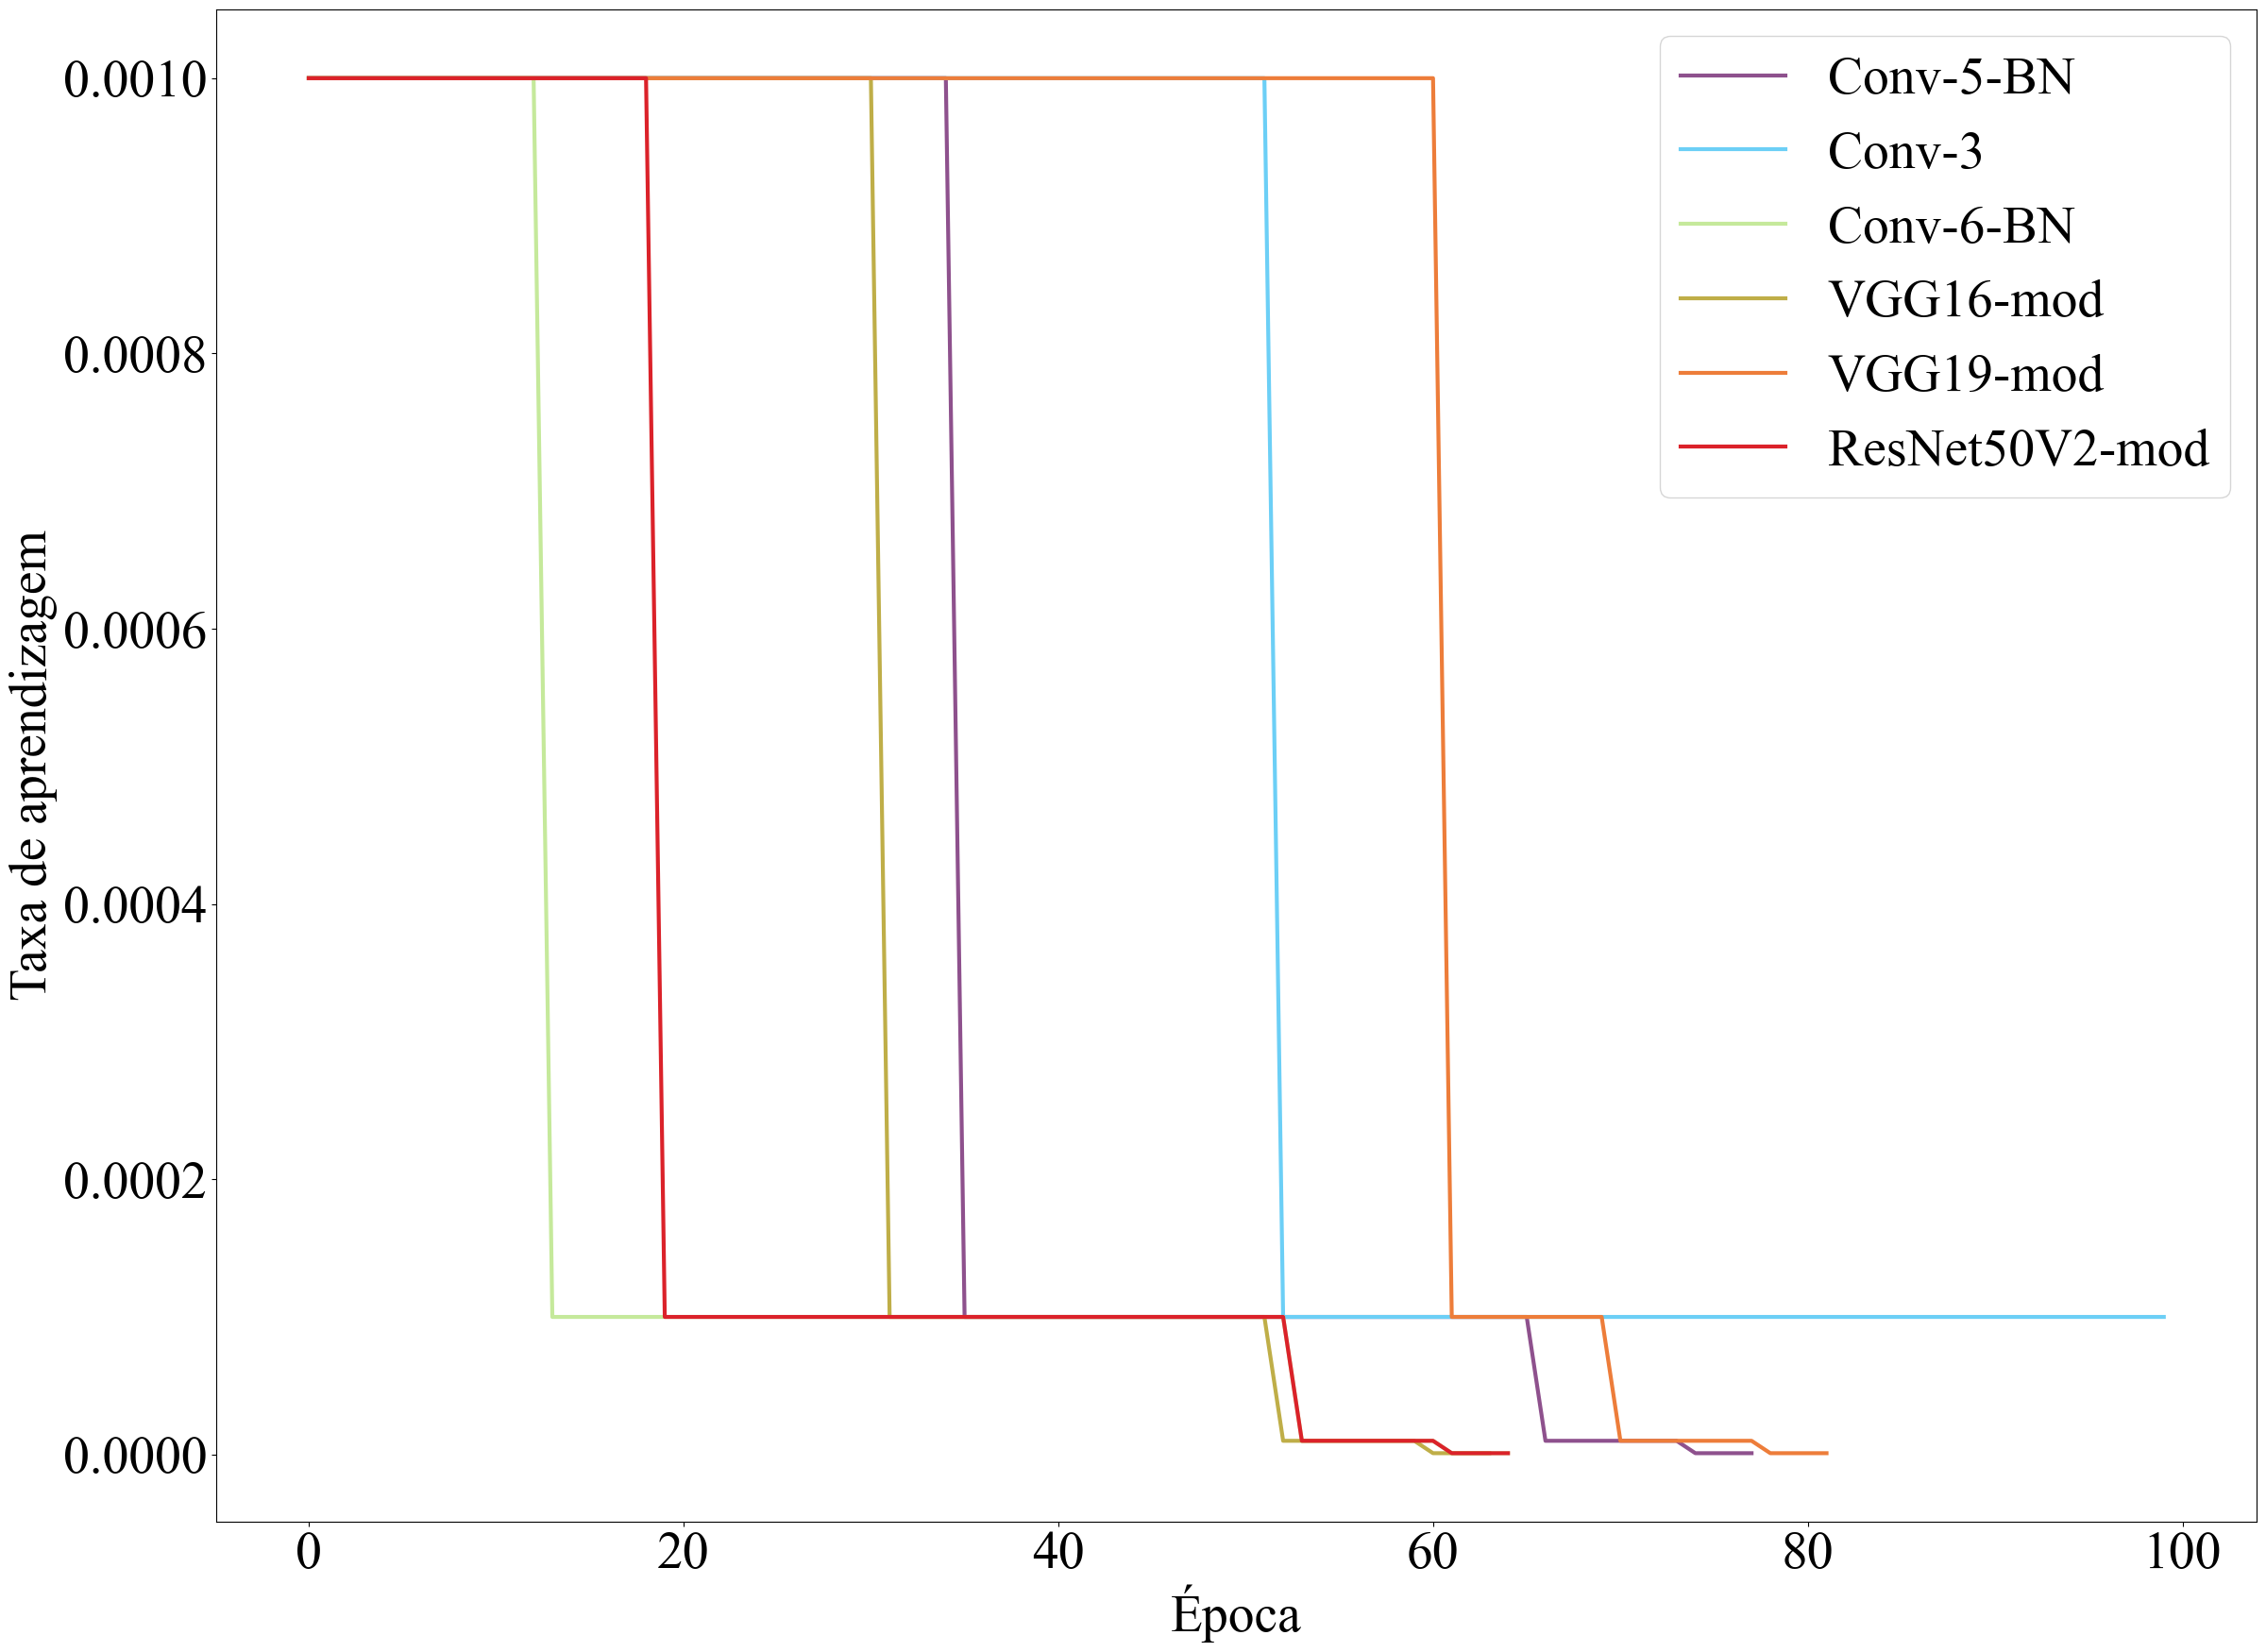 Taxa de aprendizagem
0.0010
0.0008
0.0006
0.0004
0.0002
0.0000
0 20 40 60 80 100
Época
Conv-5-BN
Conv-3
Conv-6-BN
VGG16-mod
VGG19-mod
ResNet50V2-mod